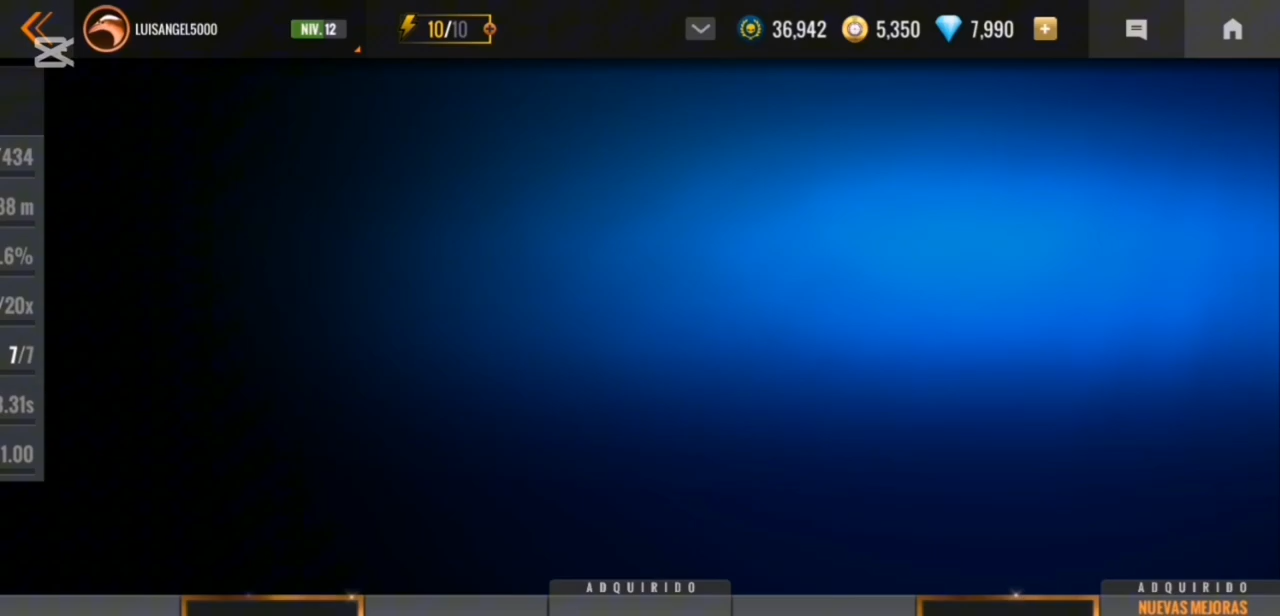 LUISANGEL5000 NIV. 12 10/10 36,942 5,350 7,990
/434
38 m
.6%
/20x
7/7
3.31s
1.00
ADQUIRIDO ADQUIRIDO
NUEVAS MEJORAS